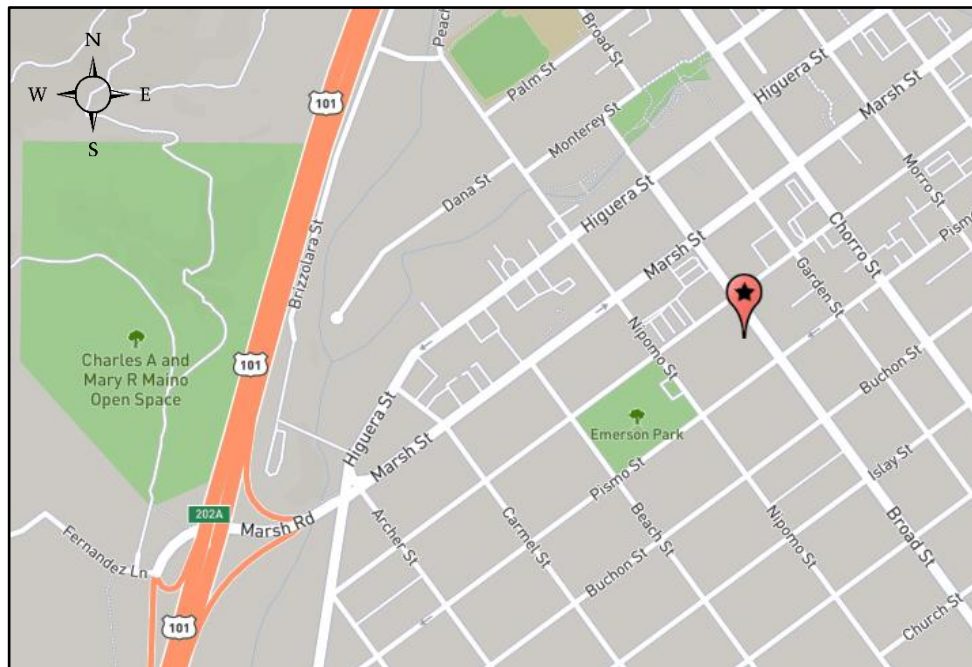 N
W E
S
101
Peach
Palm St
Broad St
Monterey St
Higuera St
Marsh St
Dana St
Higuera St
Marsh St
Morro St
Pismo
Chorro St
Garden St
Brizzolara St
Nipomo St
Buchon St
Charles A and
Mary R Maino
Open Space
101
Emerson Park
Higuera St
Marsh St
Pismo St
Islay St
202A
Marsh Rd
Fernandez Ln
Archer St
Carmel St
Beach St
Nipomo St
Broad St
Buchon St
Church St
101